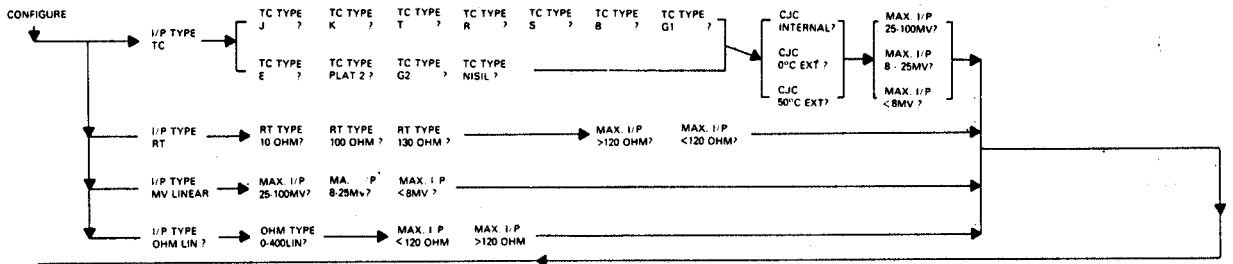 CONFIGURE
I/P TYPE
TC
TC TYPE
J ?
TC TYPE
K ?
TC TYPE
T ?
TC TYPE
R ?
TC TYPE
S ?
TC TYPE
B ?
TC TYPE
G1 ?
TC TYPE
E ?
TC TYPE
PLAT 2 ?
TC TYPE
G2 ?
TC TYPE
NISIL ?
CJC
INTERNAL?
CJC
0°C EXT ?
CJC
50°C EXT?
MAX. I/P
25-100MV?
MAX. I/P
8 - 25MV?
MAX. I/P
<8MV ?
I/P TYPE
RT
RT TYPE
10 OHM?
RT TYPE
100 OHM ?
RT TYPE
130 OHM ?
MAX. I/P
>120 OHM?
MAX. I/P
<120 OHM?
I/P TYPE
MV LINEAR
MAX. I/P
25-100MV?
MA. /P
8-25MV?
MAX. I P
<8MV ?
I/P TYPE
OHM LIN ?
OHM TYPE
0-400LIN?
MAX. I P
<120 OHM
MAX. I/P
>120 OHM